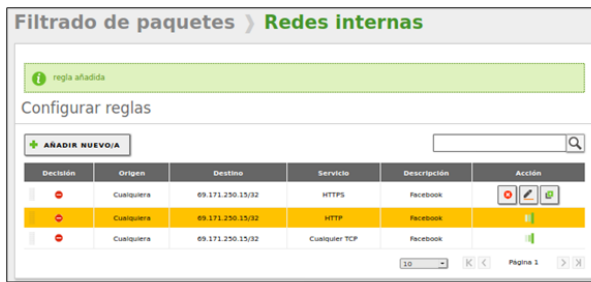 Filtrado de paquetes ❭ Redes internas
regla añadida
Configurar reglas
AÑADIR NUEVO/A
Decisión Origen Destino Servicio Descripción Acción
Cualquiera 69.171.250.15/32 HTTPS Facebook
Cualquiera 69.171.250.15/32 HTTP Facebook
Cualquiera 69.171.250.15/32 Cualquier TCP Facebook
10 Página 1